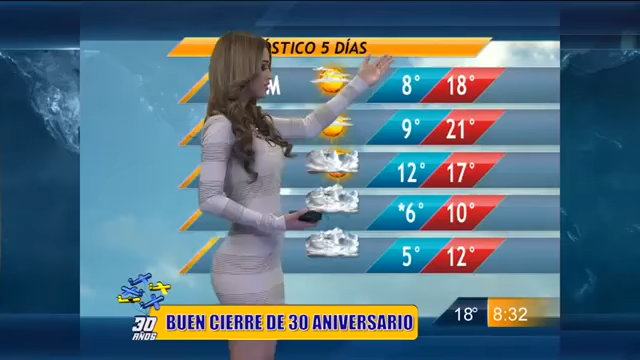 ÓSTICO 5 DÍAS
M 8° 18°
9° 21°
12° 17°
*6° 10°
5° 12°
30
AÑOS
BUEN CIERRE DE 30 ANIVERSARIO
18° 8:32